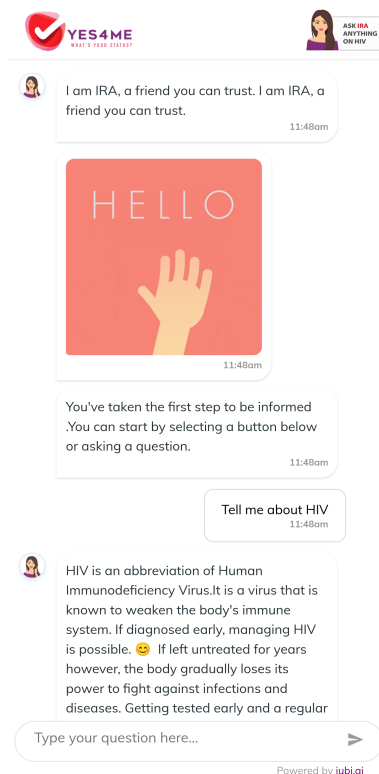 YES4ME
WHAT'S YOUR STATUS?
ASK IRA
ANYTHING
ON HIV
I am IRA, a friend you can trust. I am IRA, a
friend you can trust.
11:48am
HELLO
11:48am
You've taken the first step to be informed
.You can start by selecting a button below
or asking a question.
11:48am
Tell me about HIV
11:48am
HIV is an abbreviation of Human
Immunodeficiency Virus.It is a virus that is
known to weaken the body's immune
system. If diagnosed early, managing HIV
is possible. 😊 If left untreated for years
however, the body gradually loses its
power to fight against infections and
diseases. Getting tested early and a regular
Type your question here...
Powered by jubi.ai